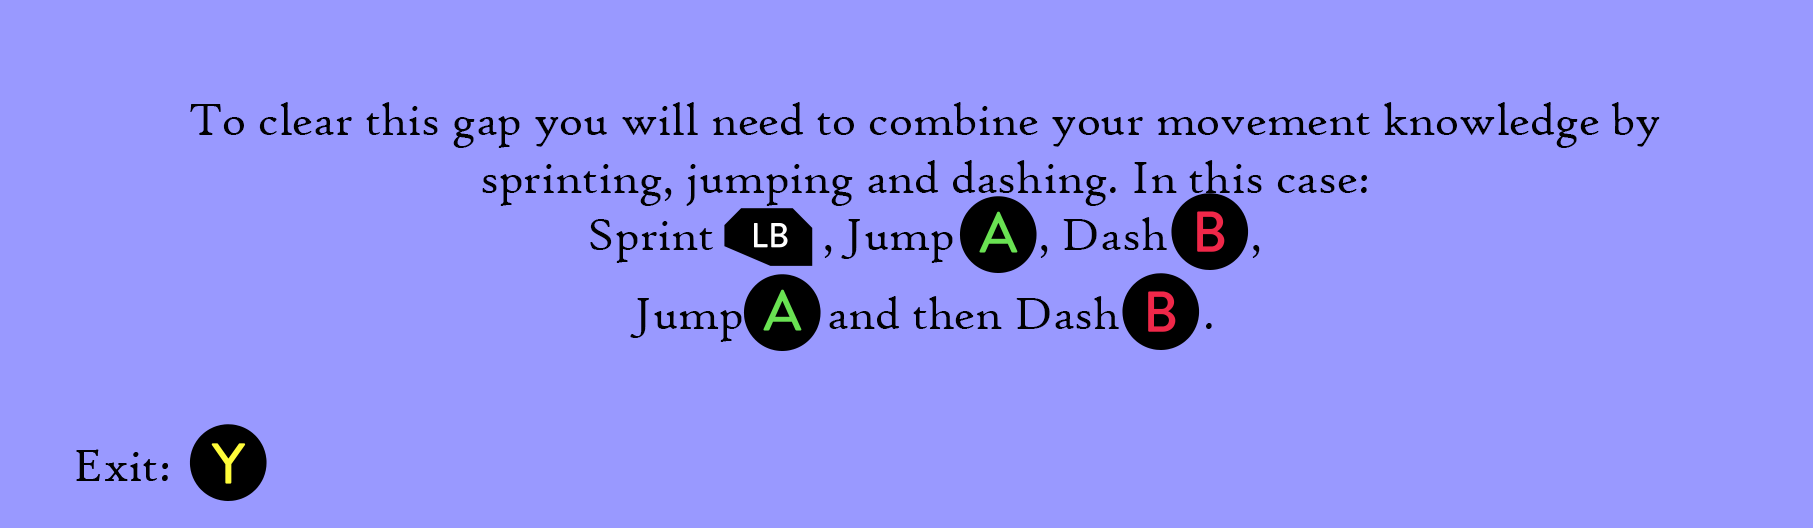 To clear this gap you will need to combine your movement knowledge by
sprinting, jumping and dashing. In this case:
Sprint LB , Jump A , Dash B ,
Jump A and then Dash B .
Exit: Y